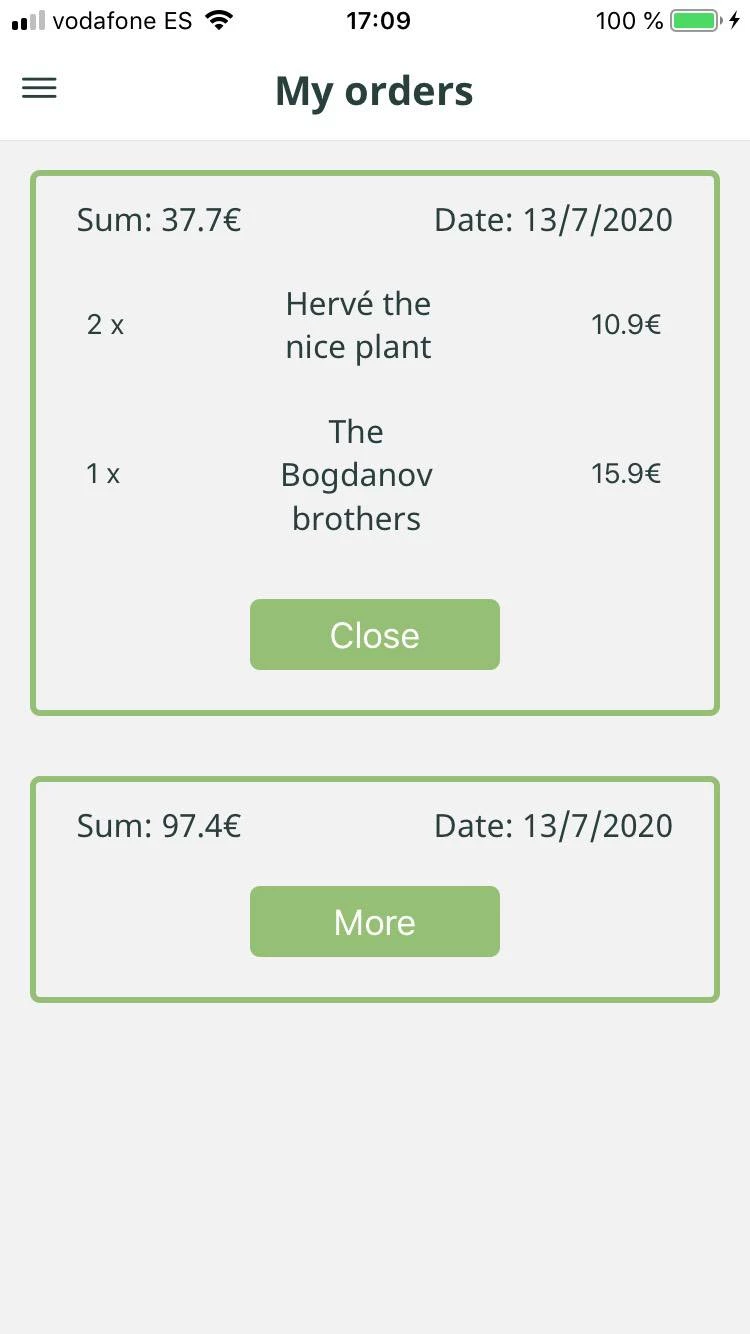 vodafone ES 17:09 100 %
My orders
Sum: 37.7€ Date: 13/7/2020
2 x Hervé the nice plant 10.9€
1 x The Bogdanov brothers 15.9€
Close
Sum: 97.4€ Date: 13/7/2020
More